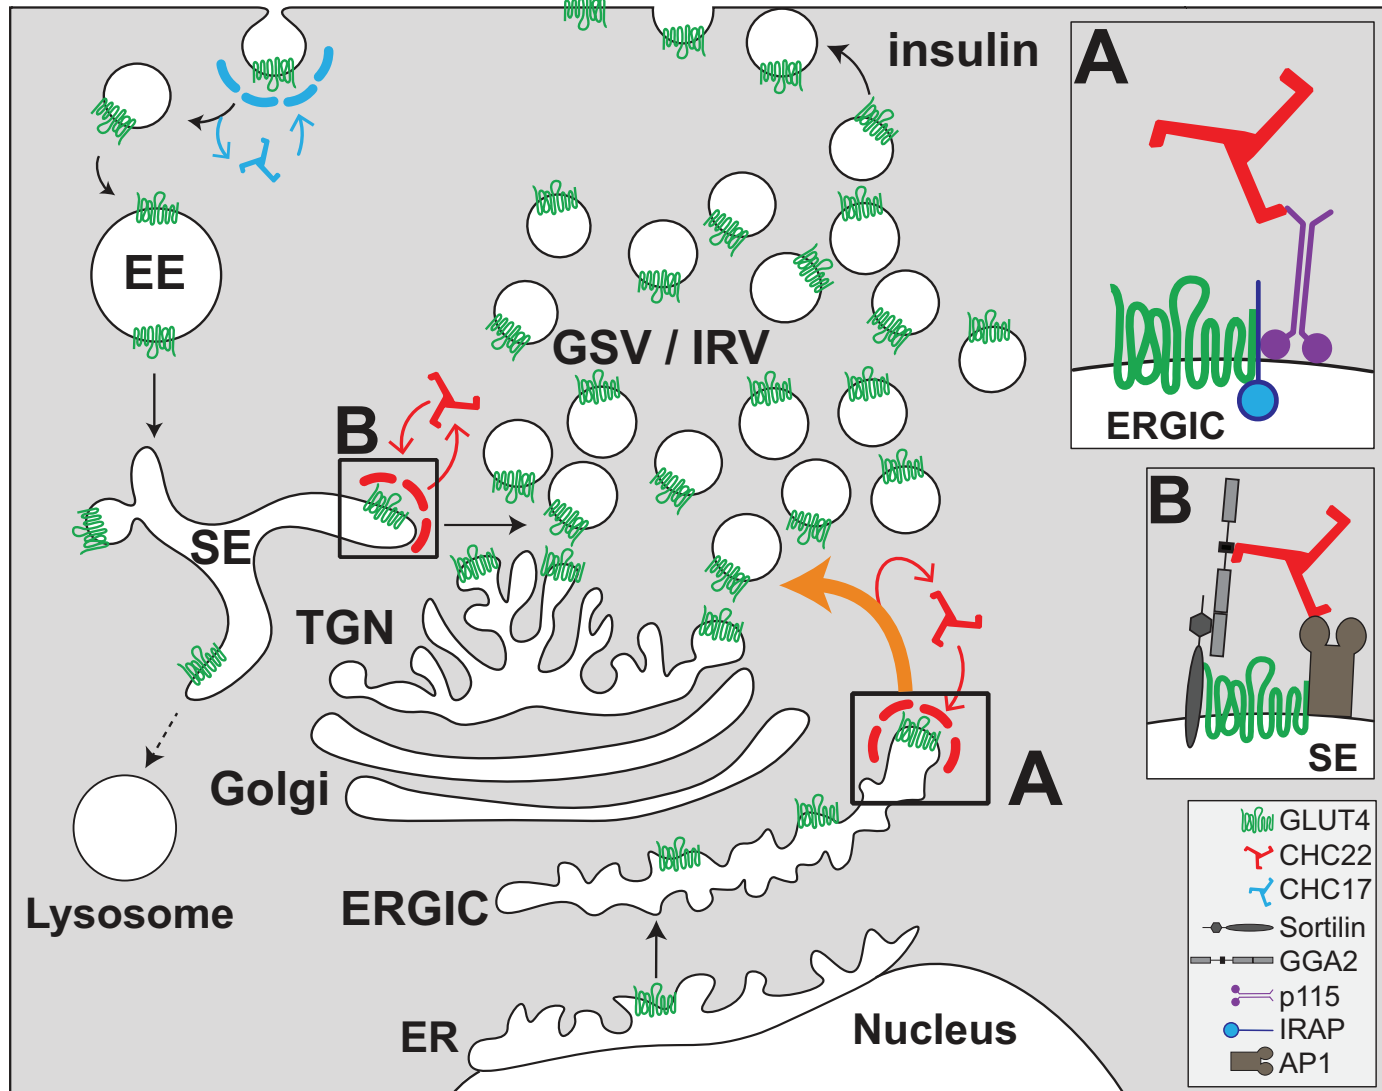 insulin
A
EE
GSV / IRV
B
ERGIC
SE
TGN
B
SE
Golgi
A
GLUT4
CHC22
CHC17
Lysosome
ERGIC
Sortilin
GGA2
p115
ER
Nucleus
IRAP
AP1